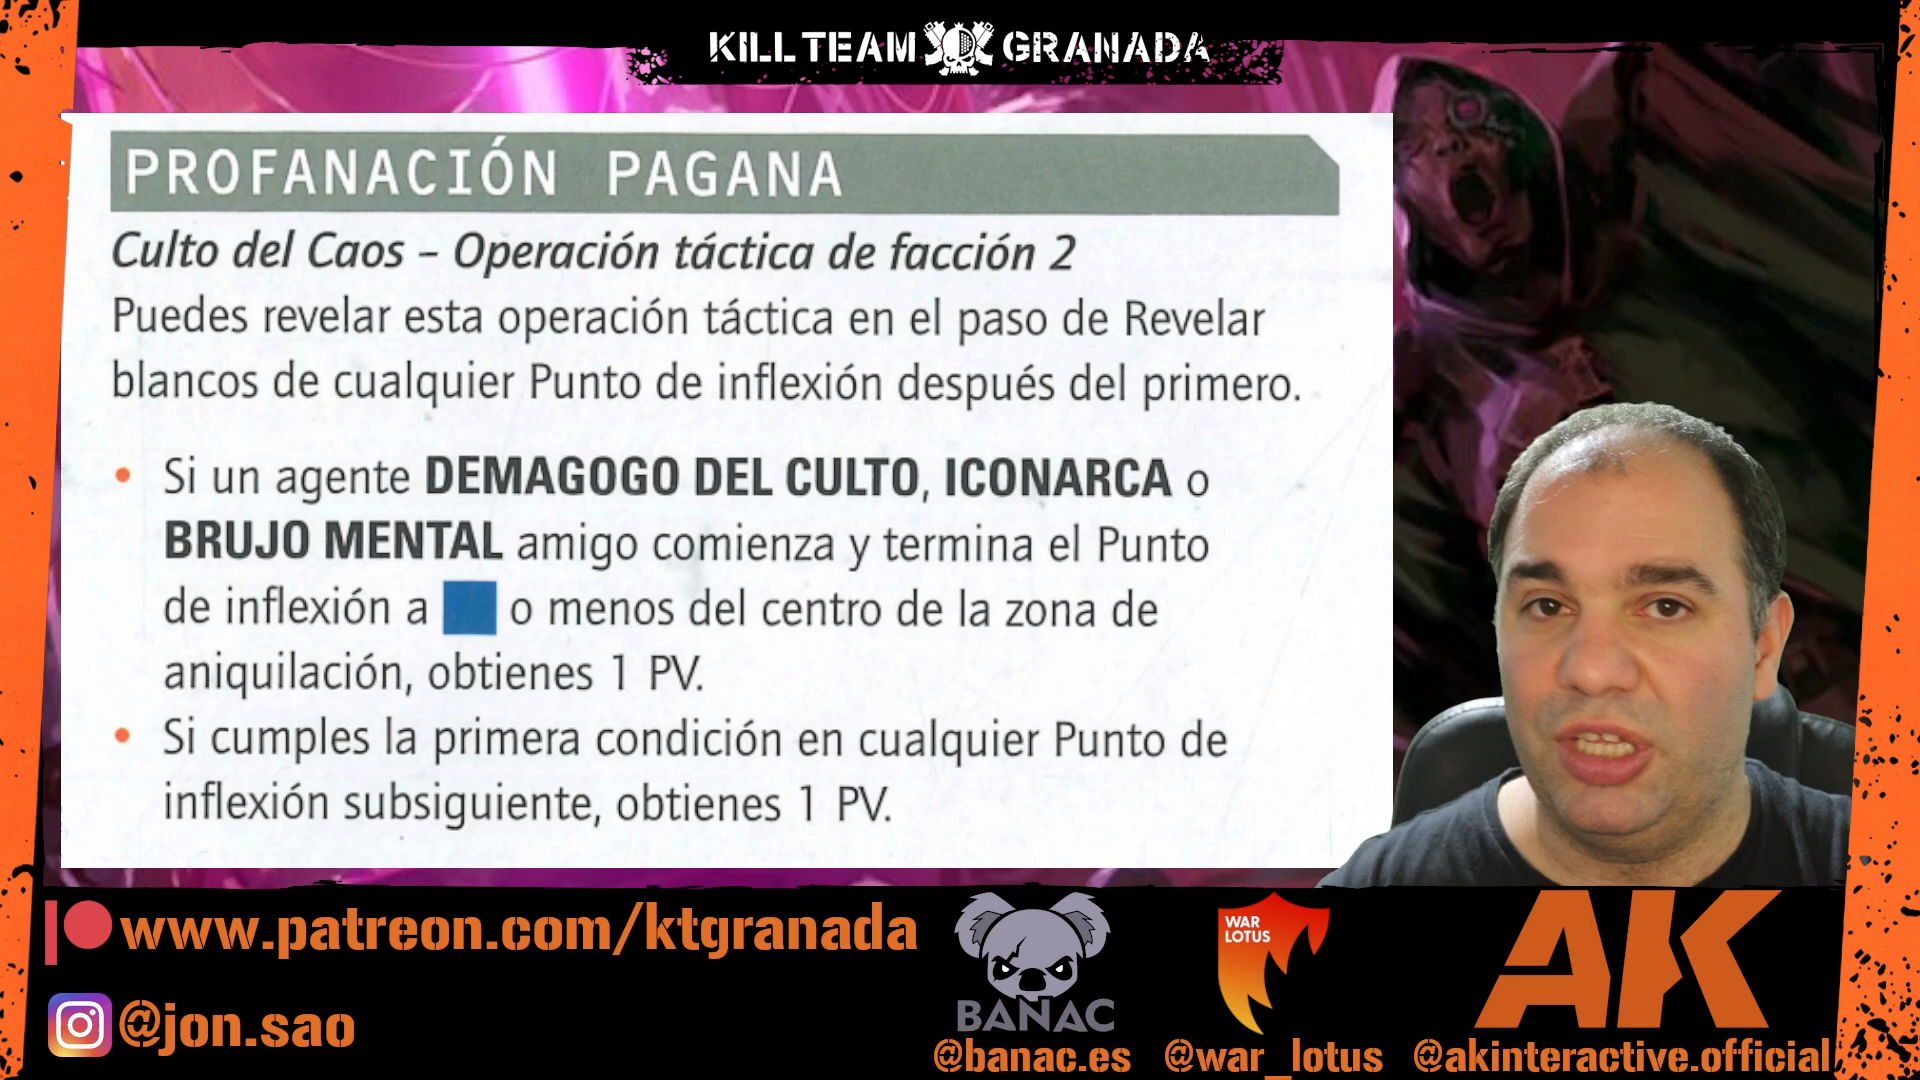 KILL TEAM GRANADA
PROFANACIÓN PAGANA
Culto del Caos – Operación táctica de facción 2
Puedes revelar esta operación táctica en el paso de Revelar
blancos de cualquier Punto de inflexión después del primero.
• Si un agente DEMAGOGO DEL CULTO, ICONARCA o
BRUJO MENTAL amigo comienza y termina el Punto
de inflexión a o menos del centro de la zona de
aniquilación, obtienes 1 PV.
• Si cumples la primera condición en cualquier Punto de
inflexión subsiguiente, obtienes 1 PV.
www.patreon.com/ktgranada
@jon.sao
BANAC
@banac.es
WAR
LOTUS
@war_lotus
AK
@akinteractive.official